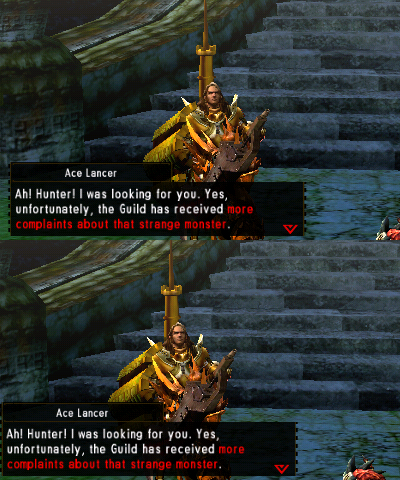 Ace Lancer
Ah! Hunter! I was looking for you. Yes,
unfortunately, the Guild has received more
complaints about that strange monster.
Ace Lancer
Ah! Hunter! I was looking for you. Yes,
unfortunately, the Guild has received more
complaints about that strange monster.